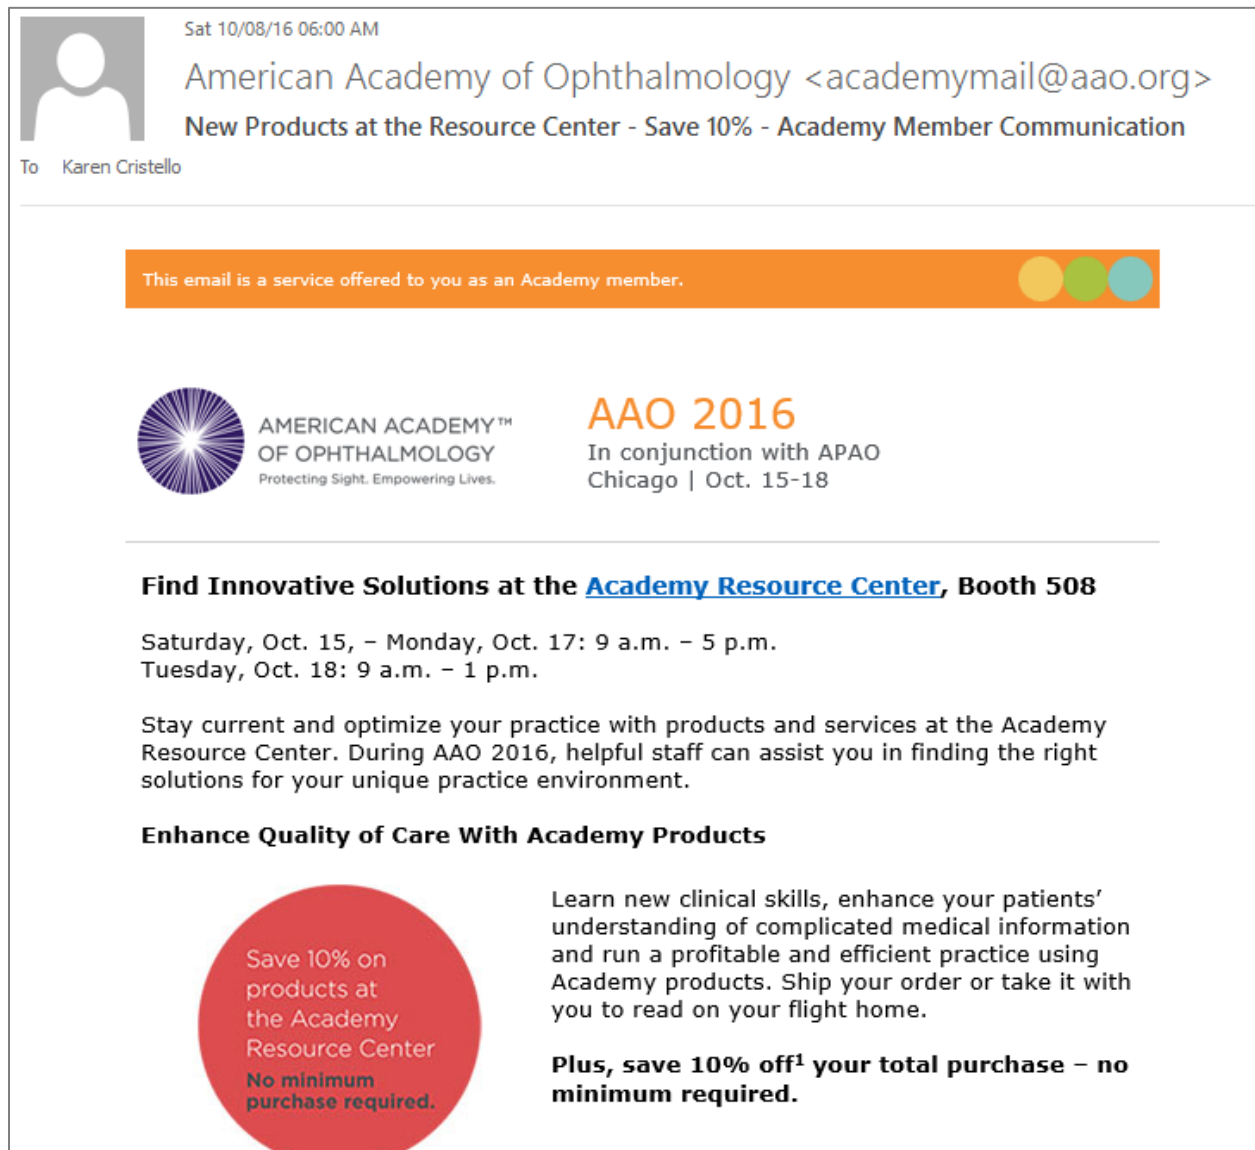 Sat 10/08/16 06:00 AM
American Academy of Ophthalmology <academymail@aao.org>
New Products at the Resource Center - Save 10% - Academy Member Communication
To Karen Cristello
This email is a service offered to you as an Academy member.
AMERICAN ACADEMY™
OF OPHTHALMOLOGY
Protecting Sight. Empowering Lives.
AAO 2016
In conjunction with APAO
Chicago | Oct. 15-18
Find Innovative Solutions at the Academy Resource Center, Booth 508
Saturday, Oct. 15, – Monday, Oct. 17: 9 a.m. – 5 p.m.
Tuesday, Oct. 18: 9 a.m. – 1 p.m.
Stay current and optimize your practice with products and services at the Academy
Resource Center. During AAO 2016, helpful staff can assist you in finding the right
solutions for your unique practice environment.
Enhance Quality of Care With Academy Products
Save 10% on
products at
the Academy
Resource Center
No minimum
purchase required.
Learn new clinical skills, enhance your patients’
understanding of complicated medical information
and run a profitable and efficient practice using
Academy products. Ship your order or take it with
you to read on your flight home.
Plus, save 10% off¹ your total purchase – no
minimum required.